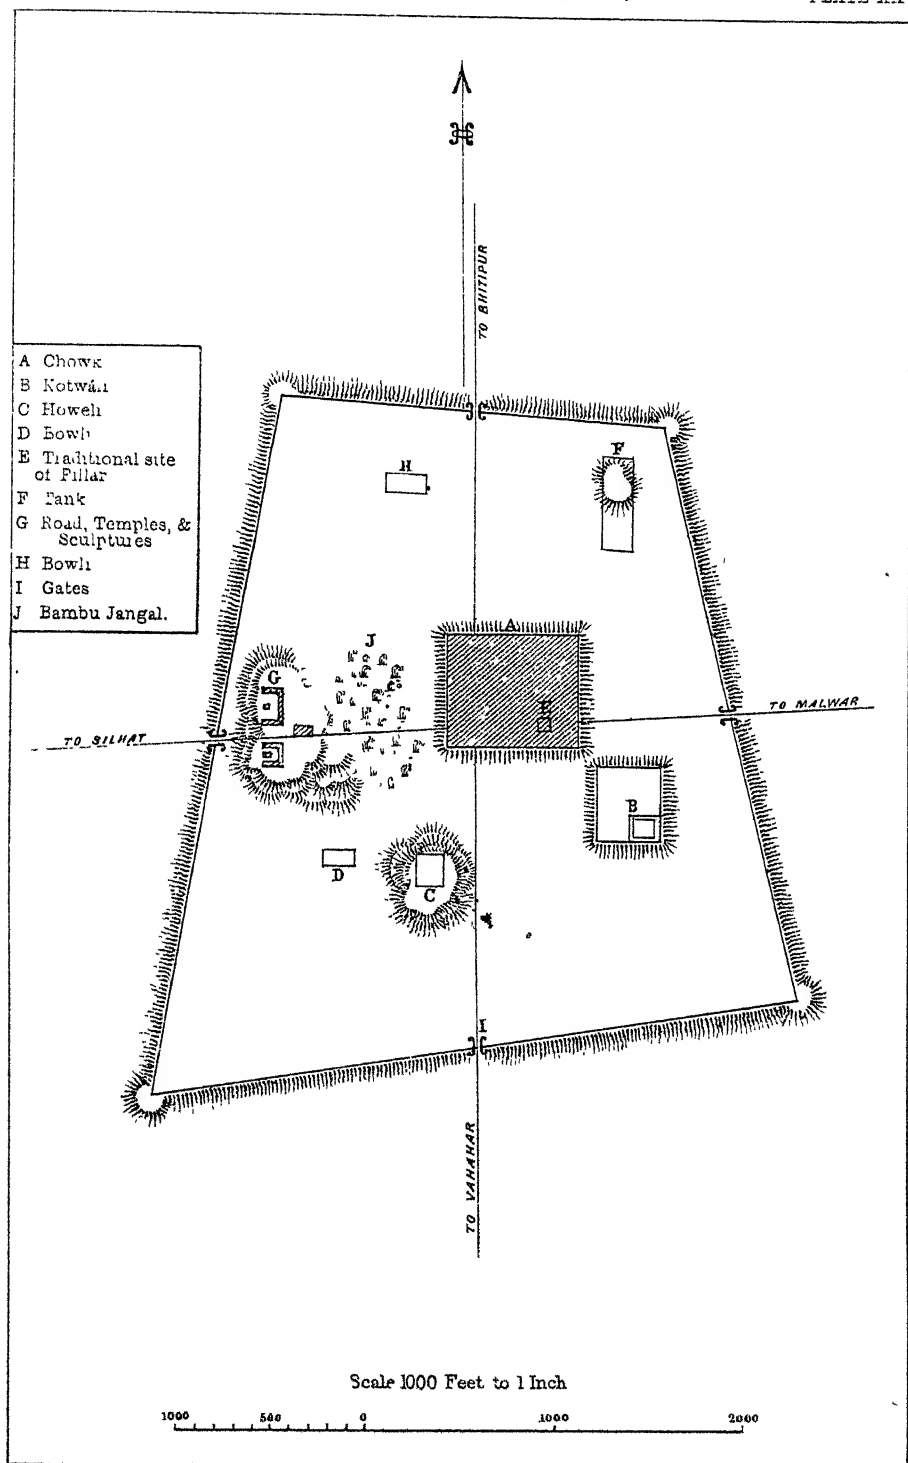 TO BHITIPUR
A Chowk
B Kotwáli
C Howeli
D Bowli
E Traditional site
of Pillar
F Tank
G Road, Temples, &
Sculptures
H Bowli
I Gates
J Bambu Jangal.
H
F
J
A
G
E
TO MALWAR
TO SILHAT
B
D
C
I
TO VAHAHAR
Scale 1000 Feet to 1 Inch
1000 500 0 1000 2000